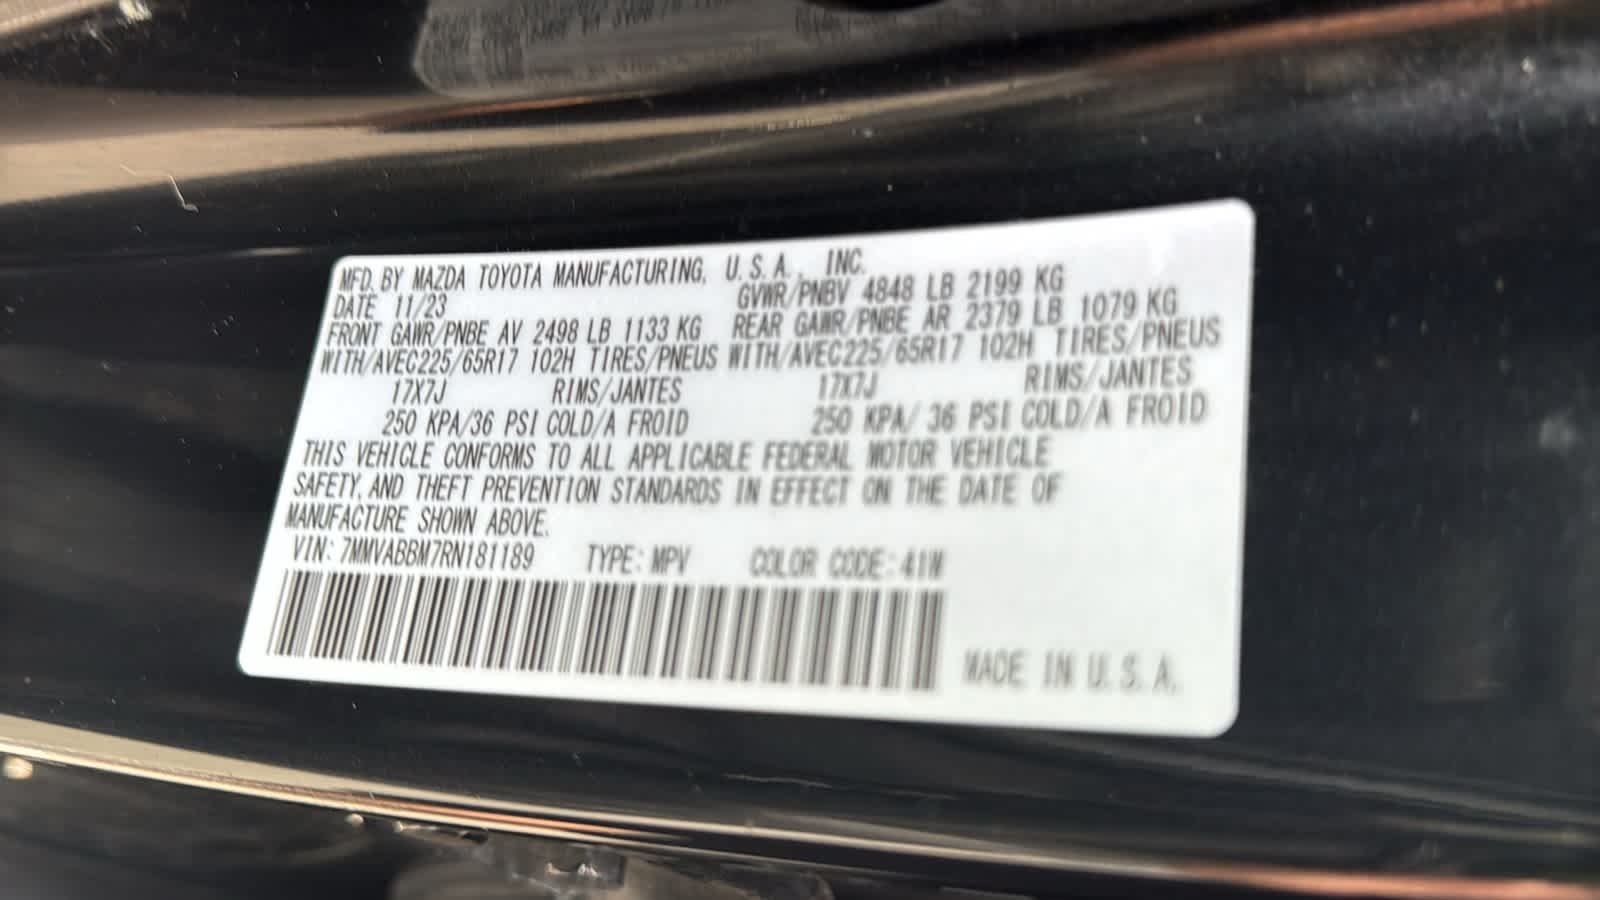 MFD. BY MAZDA TOYOTA MANUFACTURING, U.S.A., INC.
DATE 11/23 GVWR/PNBV 4848 LB 2199 KG
FRONT GAWR/PNBE AV 2498 LB 1133 KG REAR GAWR/PNBE AR 2379 LB 1079 KG
WITH/AVEC225/65R17 102H TIRES/PNEUS WITH/AVEC225/65R17 102H TIRES/PNEUS
17X7J RIMS/JANTES 17X7J RIMS/JANTES
250 KPA/36 PSI COLD/A FROID 250 KPA/ 36 PSI COLD/A FROID
THIS VEHICLE CONFORMS TO ALL APPLICABLE FEDERAL MOTOR VEHICLE
SAFETY, AND THEFT PREVENTION STANDARDS IN EFFECT ON THE DATE OF
MANUFACTURE SHOWN ABOVE.
VIN: 7MMVABBM7RN181189 TYPE: MPV COLOR CODE: 41W
MADE IN U.S.A.